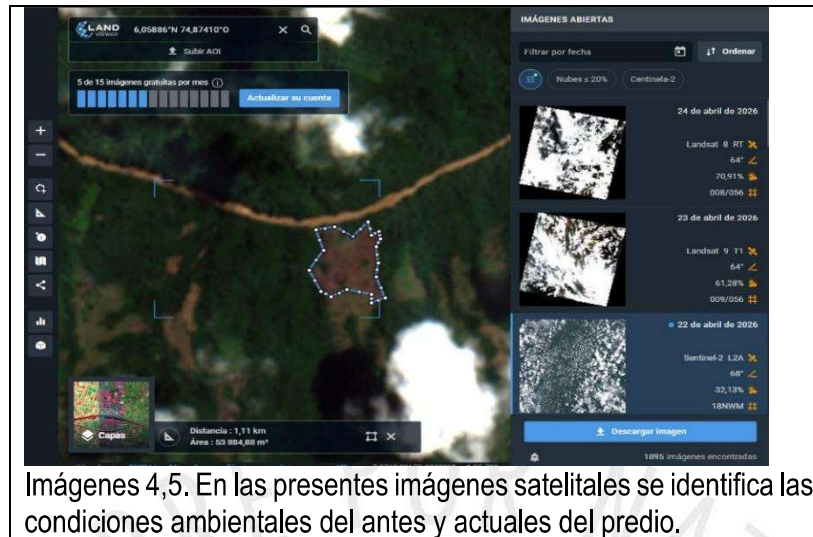 LAND
VIEWER
6,05886°N 74,87410°O
Subir AOI
5 de 15 imágenes gratuitas por mes
Actualizar su cuenta
Capas
Distancia : 1,11 km
Área : 53 884,88 m²
IMÁGENES ABIERTAS
Filtrar por fecha
Ordenar
Nubes ≤ 20%
Centinela-2
24 de abril de 2026
Landsat 8 RT
64°
70,91%
008/056
23 de abril de 2026
Landsat 9 T1
64°
61,28%
009/056
22 de abril de 2026
Sentinel-2 L2A
68°
32,13%
18NWM
Descargar imagen
1895 imágenes encontradas
Imágenes 4,5. En las presentes imágenes satelitales se identifica las
condiciones ambientales del antes y actuales del predio.